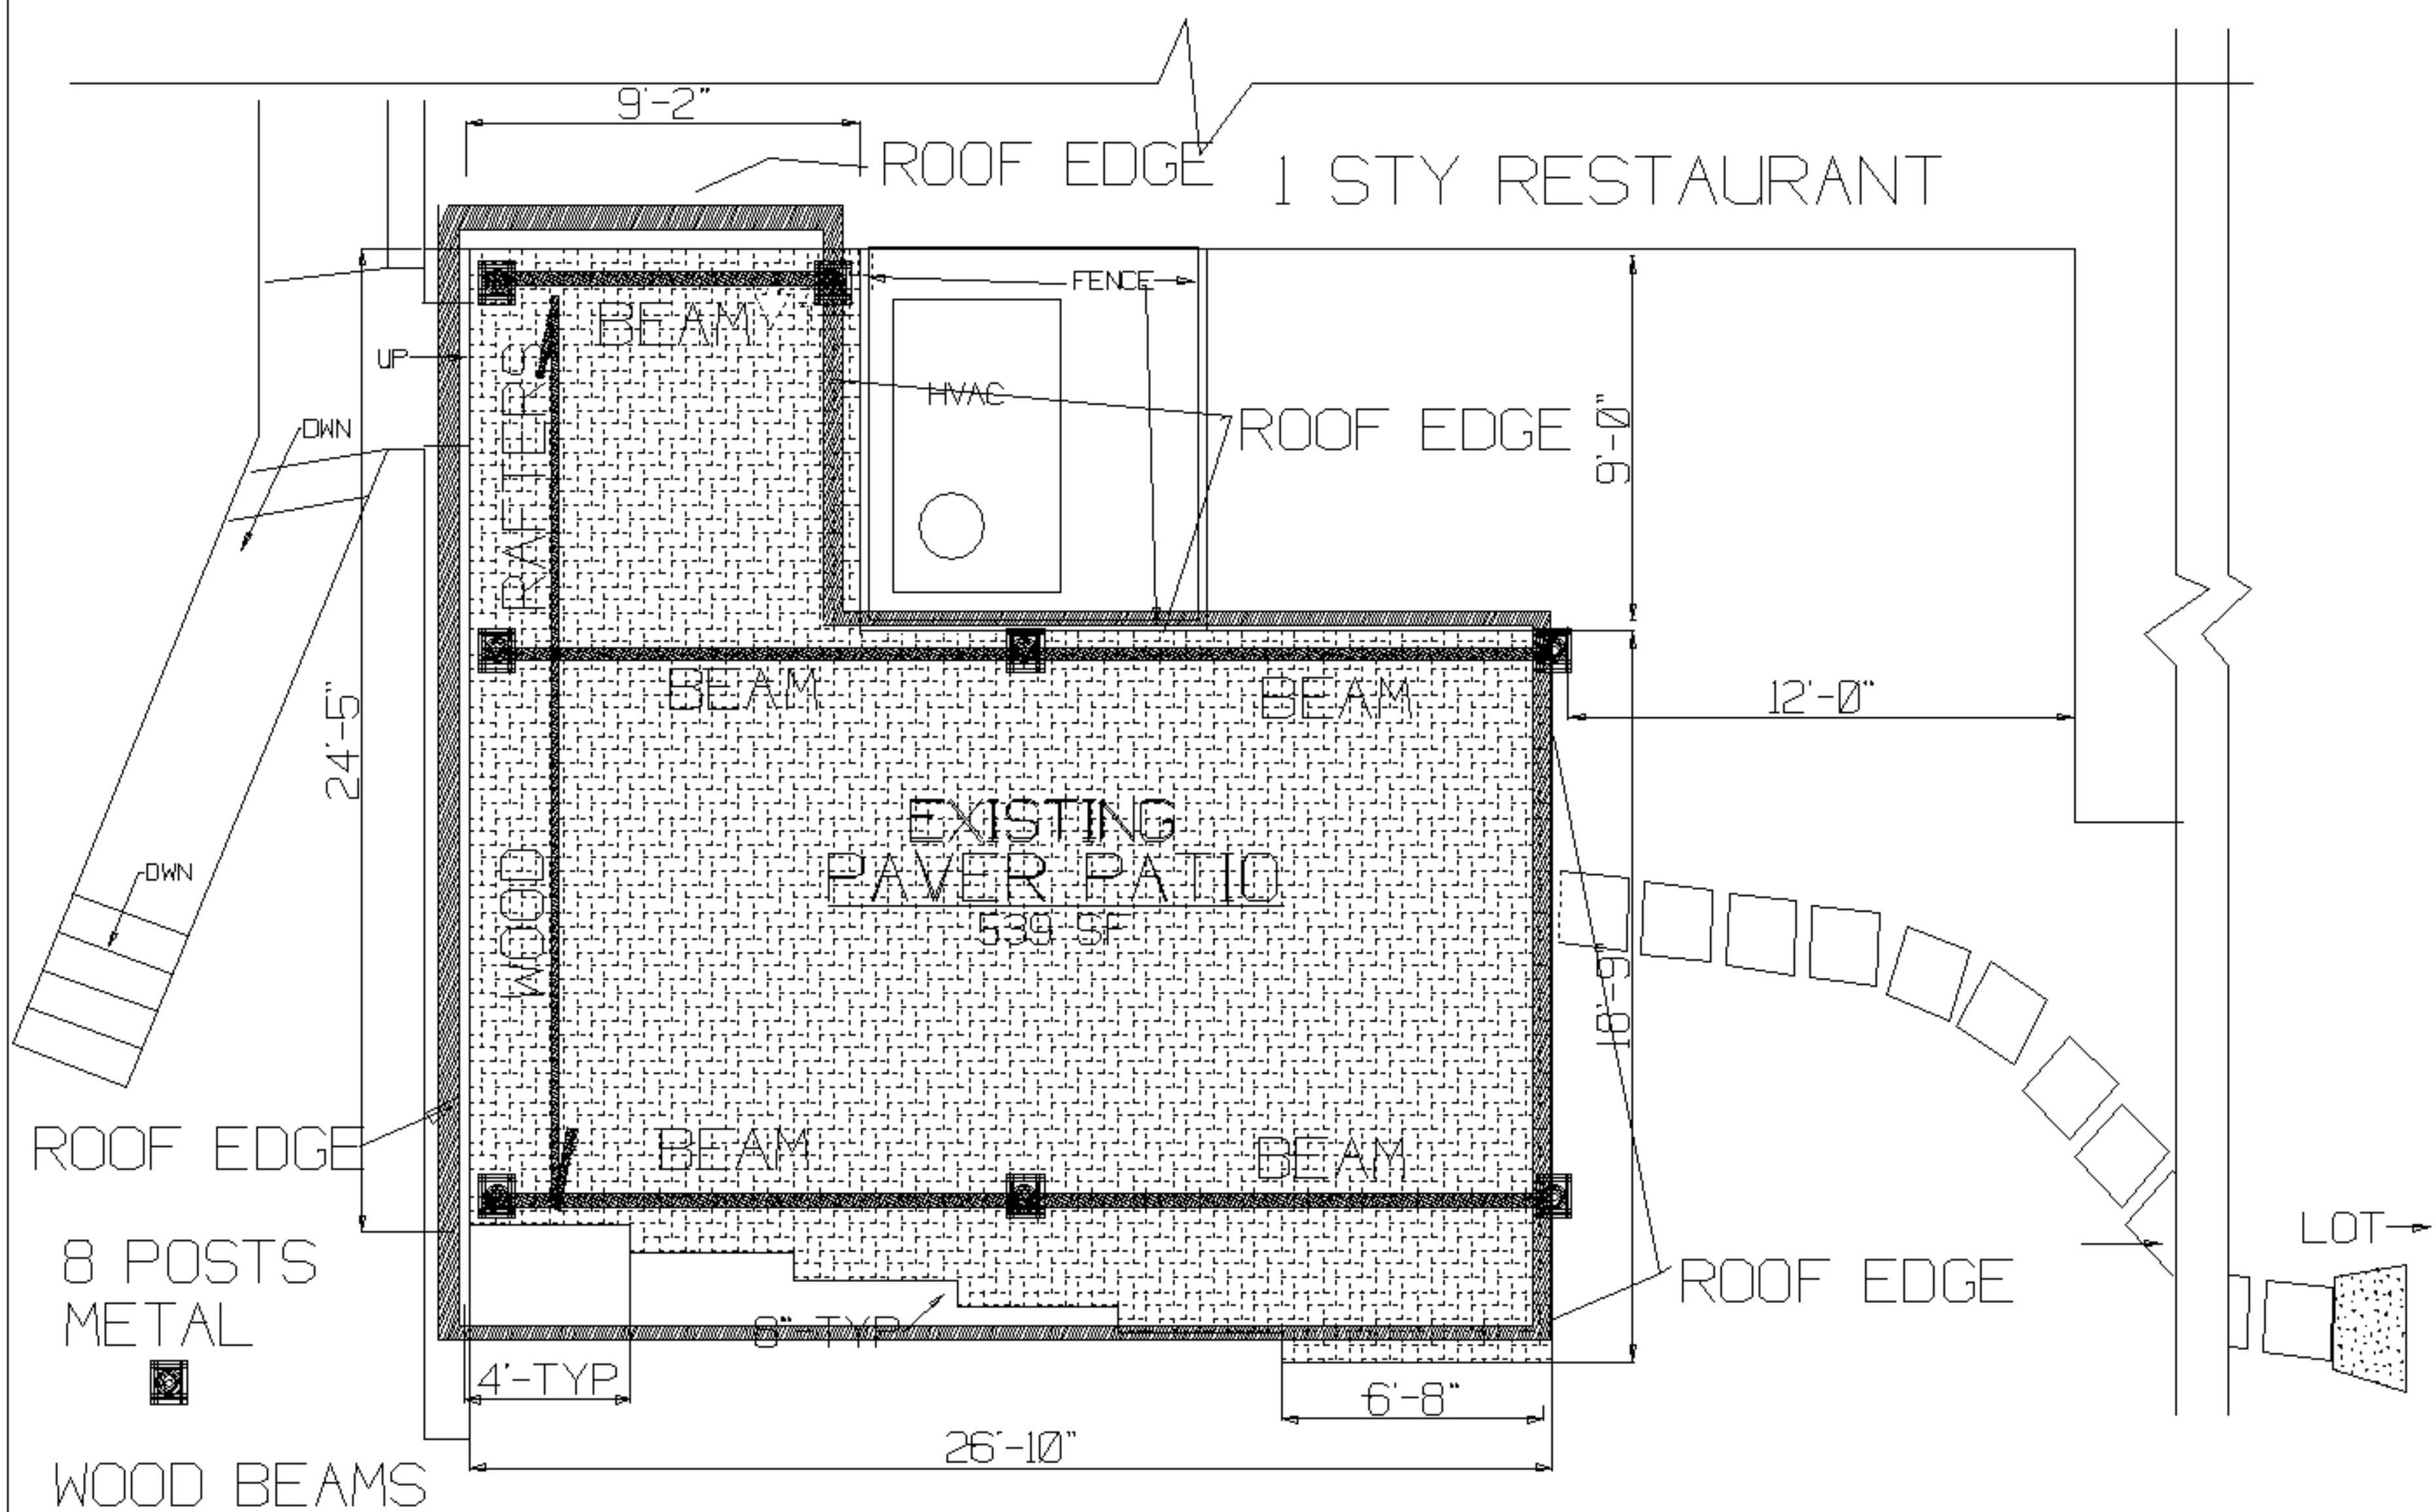 9'-2"
ROOF EDGE
1 STY RESTAURANT
FENCE
BEAM
UP
RAFTERS
HVAC
ROOF EDGE
9'-0"
DWN
24'-5"
BEAM
BEAM
12'-0"
EXISTING
PAVER PATIO
539 SF
DWN
WOOD
18'-9"
ROOF EDGE
BEAM
BEAM
8 POSTS
METAL
LOT
ROOF EDGE
8"-TYP
4'-TYP
6'-8"
26'-10"
WOOD BEAMS